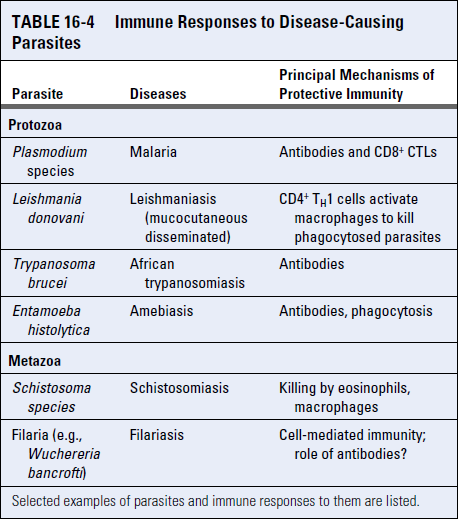 TABLE 16-4 Immune Responses to Disease-Causing
Parasites
Principal Mechanisms of
Parasite Diseases Protective Immunity
Protozoa
Plasmodium Malaria Antibodies and CD8+ CTLs
species
Leishmania Leishmaniasis CD4+ TH1 cells activate
donovani (mucocutaneous macrophages to kill
disseminated) phagocytosed parasites
Trypanosoma African Antibodies
brucei trypanosomiasis
Entamoeba Amebiasis Antibodies, phagocytosis
histolytica
Metazoa
Schistosoma Schistosomiasis Killing by eosinophils,
species macrophages
Filaria (e.g., Filariasis Cell-mediated immunity;
Wuchereria role of antibodies?
bancrofti)
Selected examples of parasites and immune responses to them are listed.